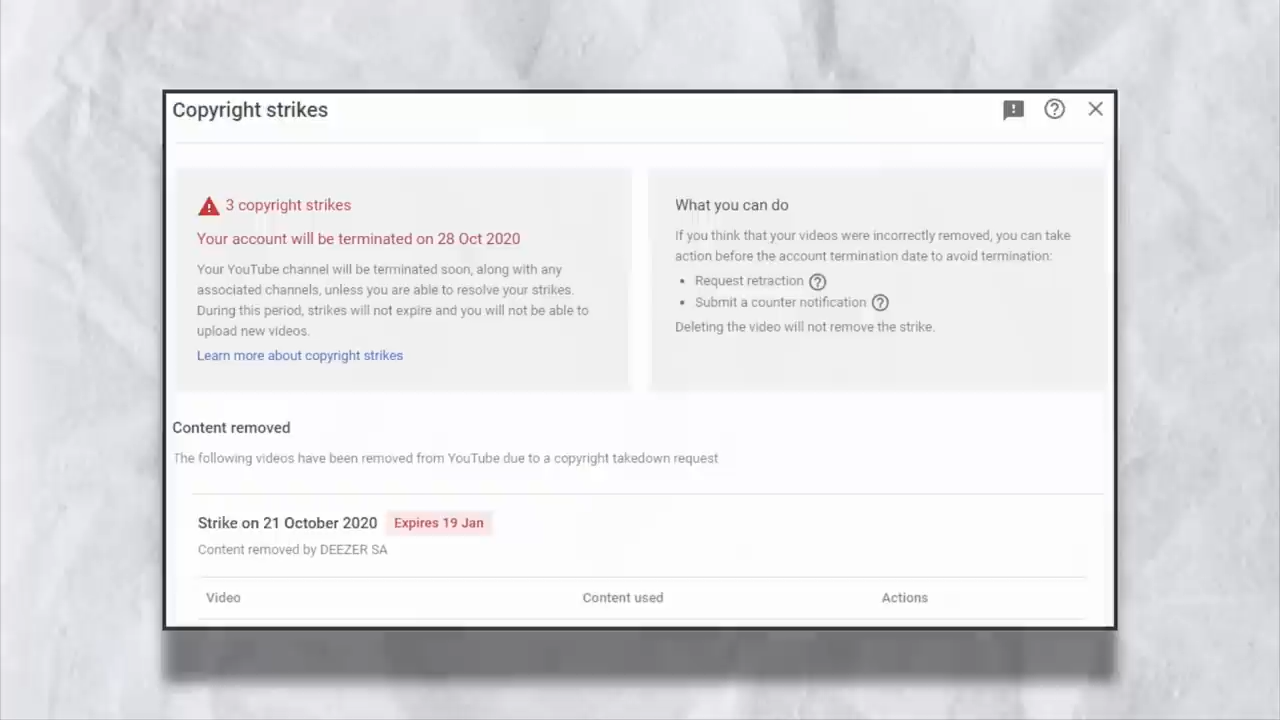 Copyright strikes
3 copyright strikes
Your account will be terminated on 28 Oct 2020
Your YouTube channel will be terminated soon, along with any
associated channels, unless you are able to resolve your strikes.
During this period, strikes will not expire and you will not be able to
upload new videos.
Learn more about copyright strikes
What you can do
If you think that your videos were incorrectly removed, you can take
action before the account termination date to avoid termination:
• Request retraction
• Submit a counter notification
Deleting the video will not remove the strike.
Content removed
The following videos have been removed from YouTube due to a copyright takedown request
Strike on 21 October 2020 Expires 19 Jan
Content removed by DEEZER SA
Video Content used Actions